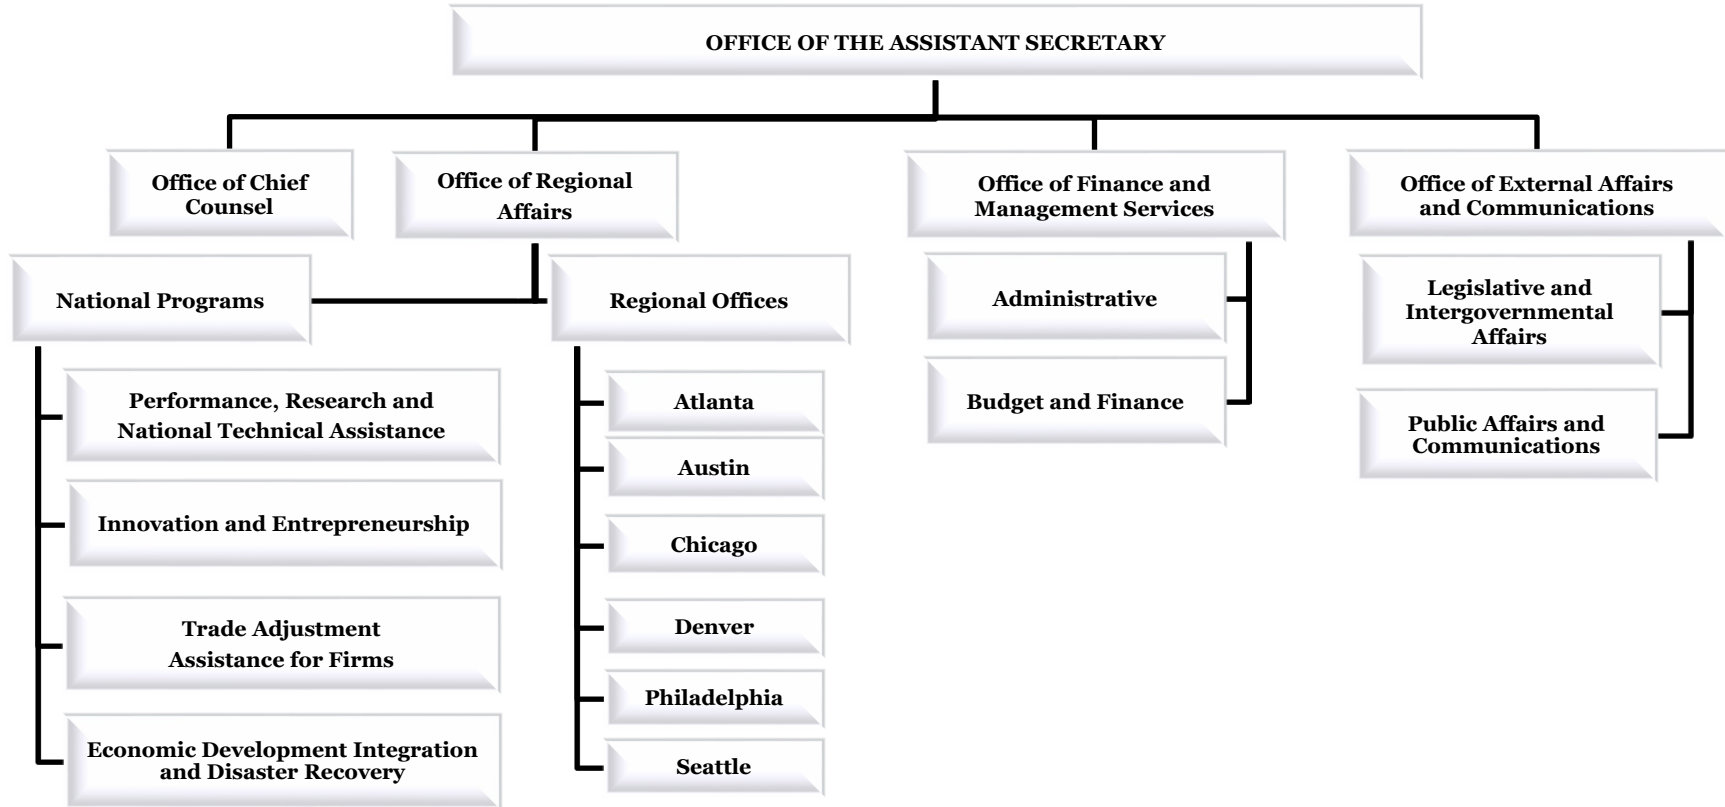 OFFICE OF THE ASSISTANT SECRETARY
Office of Chief
Counsel
Office of Regional
Affairs
Office of Finance and
Management Services
Office of External Affairs
and Communications
National Programs
Regional Offices
Administrative
Legislative and
Intergovernmental
Affairs
Performance, Research and
National Technical Assistance
Atlanta
Budget and Finance
Public Affairs and
Communications
Austin
Innovation and Entrepreneurship
Chicago
Trade Adjustment
Assistance for Firms
Denver
Philadelphia
Economic Development Integration
and Disaster Recovery
Seattle